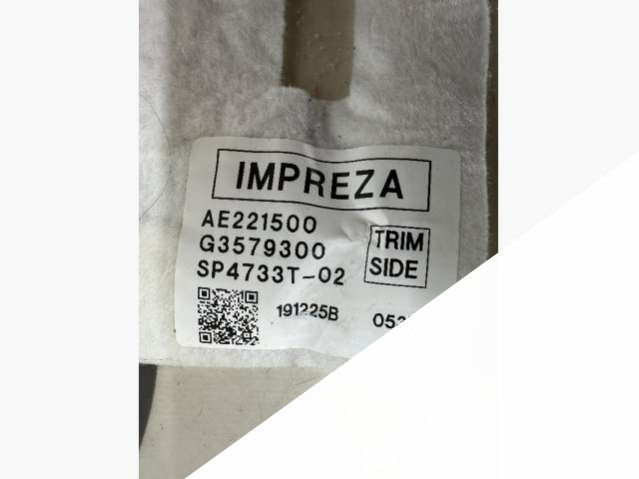 IMPREZA
AE221500
G3579300
SP4733T-02
TRIM
SIDE
191225B